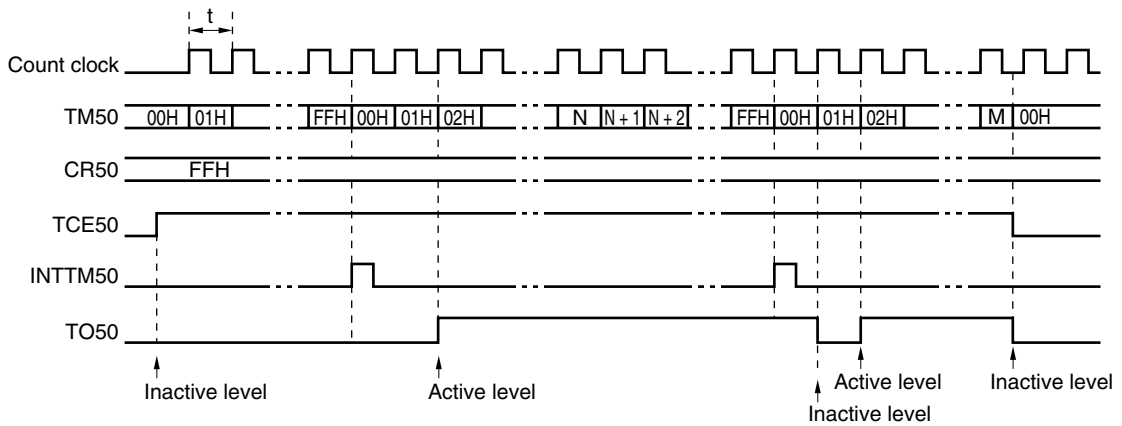 t
Count clock
TM50 00H 01H FFH 00H 01H 02H N N + 1 N + 2 FFH 00H 01H 02H M 00H
CR50 FFH
TCE50
INTTM50
TO50
Inactive level Active level Active level Inactive level
Inactive level